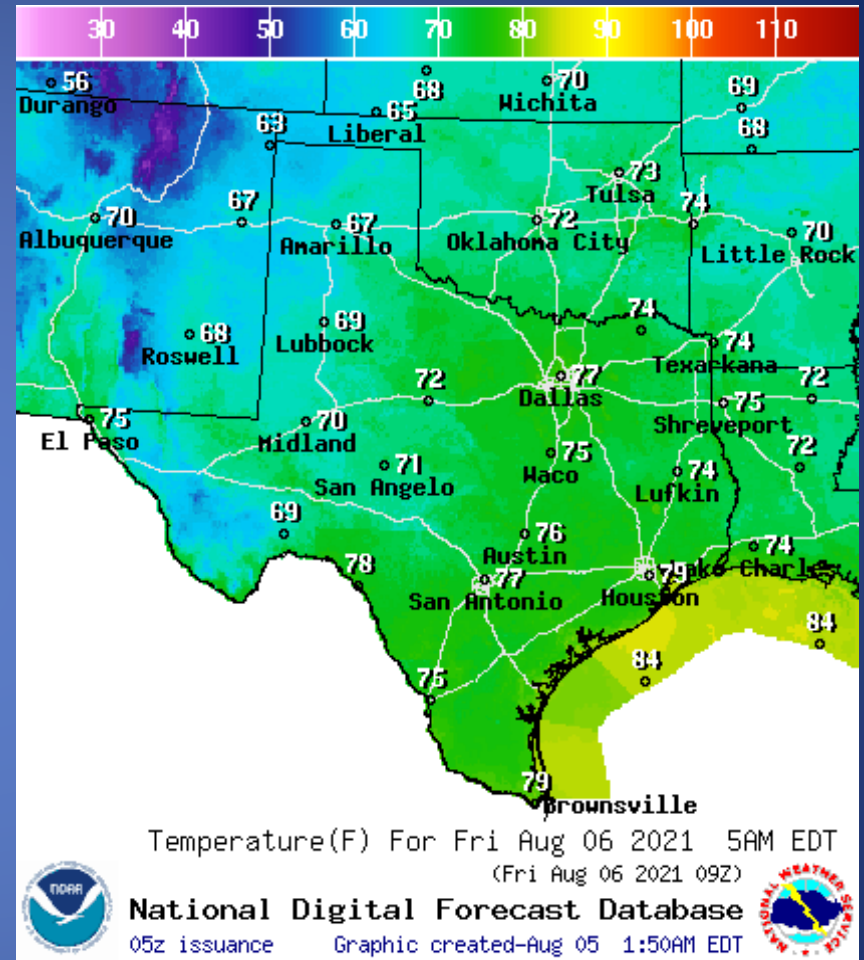 30 40 50 60 70 80 90 100 110
56
Durango
68
70
Wichita
69
65
Liberal
63
68
73
Tulsa
70
Albuquerque
67
67
Amarillo
72
Oklahoma City
74
70
Little Rock
68
Roswell
69
Lubbock
74
74
Texarkana
77
Dallas
72
75
El Paso
70
Midland
72
75
Shreveport
71
San Angelo
75
Waco
74
Lufkin
72
69
76
Austin
74
Lake Charles
78
77
San Antonio
79
Houston
84
84
75
79
Brownsville
Temperature(F) For Fri Aug 06 2021 5AM EDT
(Fri Aug 06 2021 09Z)
NOAA
National Digital Forecast Database
05z issuance Graphic created-Aug 05 1:50AM EDT
NATIONAL WEATHER SERVICE